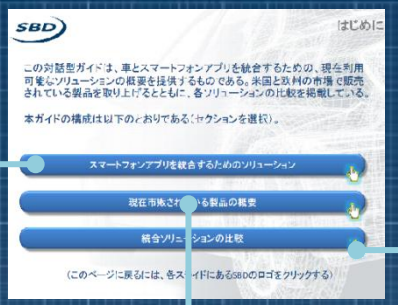 SBD
はじめに
この対話型ガイドは、車とスマートフォンアプリを統合するための、現在利用
可能なソリューションの概要を提供するものである。米国と欧州の市場で販売
されている製品を取り上げるとともに、各ソリューションの比較を掲載している。
本ガイドの構成は以下のとおりである(セクションを選択)。
スマートフォンアプリを統合するためのソリューション
現在市販されている製品の概要
統合ソリューションの比較
(このページに戻るには、各スライドにあるSBDのロゴをクリックする)